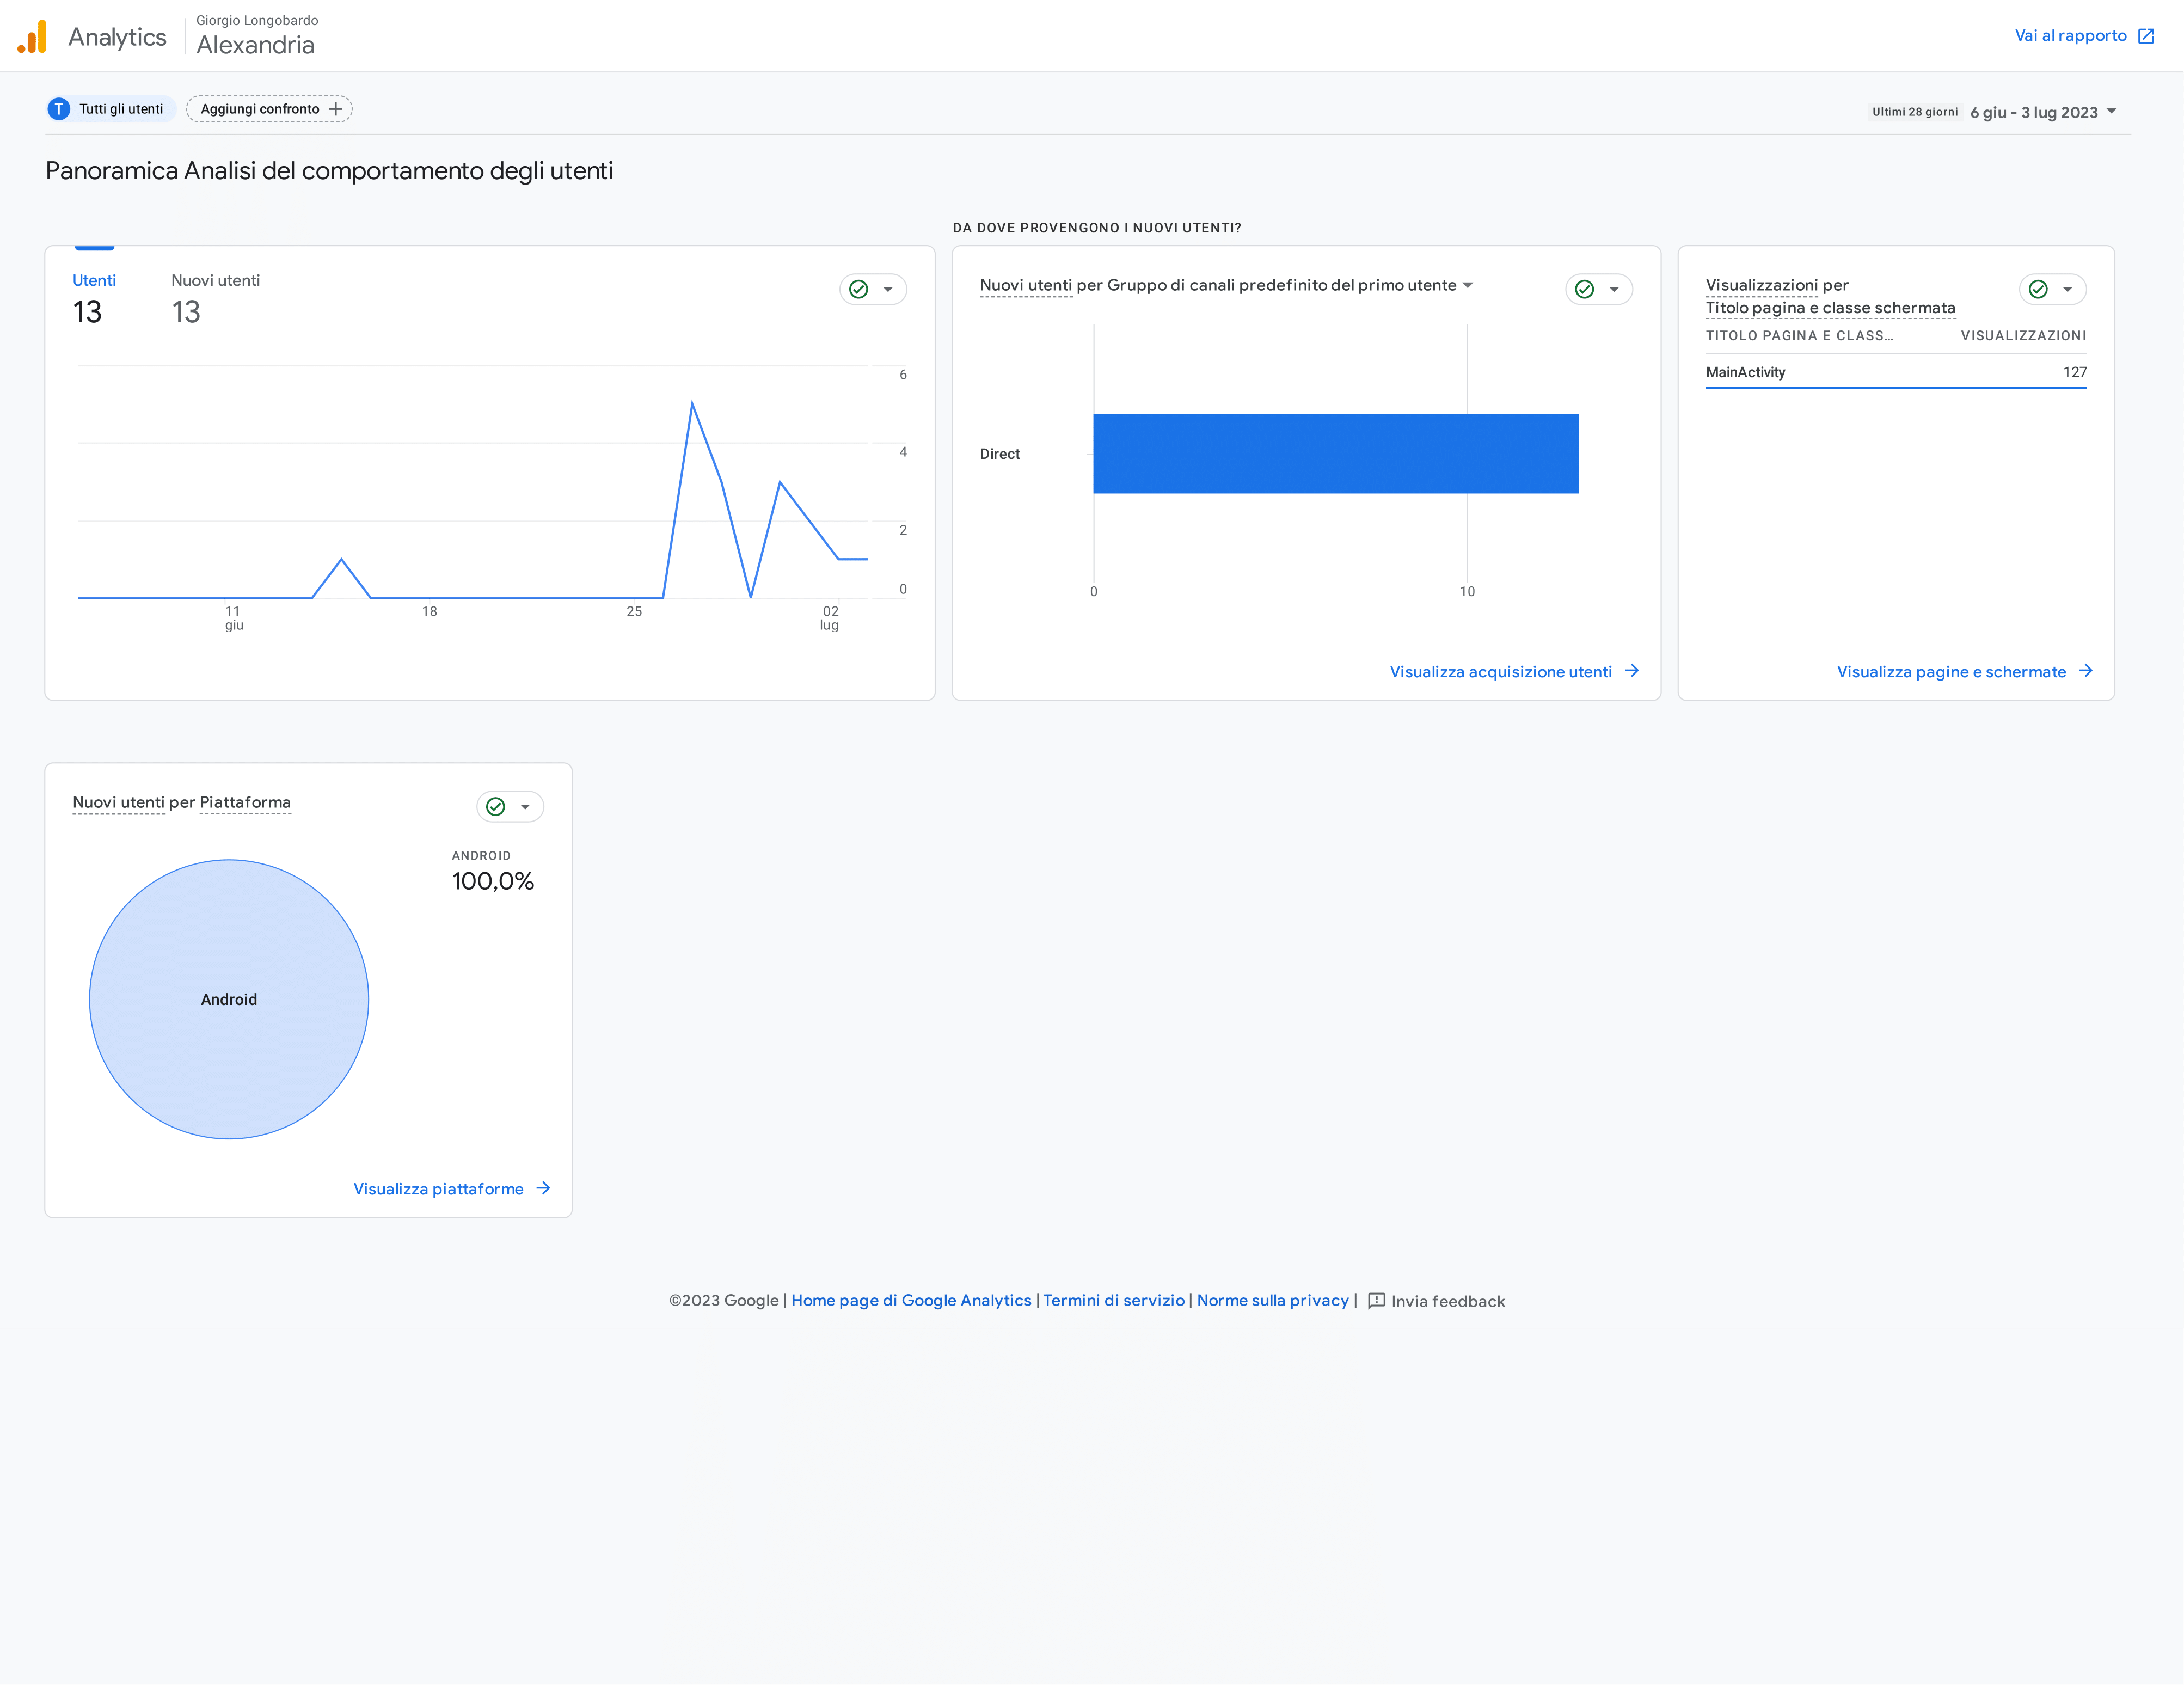 Analytics
Giorgio Longobardo
Alexandria
Vai al rapporto
T Tutti gli utenti
Aggiungi confronto
Ultimi 28 giorni 6 giu - 3 lug 2023
Panoramica Analisi del comportamento degli utenti
DA DOVE PROVENGONO I NUOVI UTENTI?
Utenti
13
Nuovi utenti
13
6
4
2
0
11 giu
18
25
02 lug
Nuovi utenti per Gruppo di canali predefinito del primo utente
Direct
0
10
Visualizza acquisizione utenti
Visualizzazioni per
Titolo pagina e classe schermata
TITOLO PAGINA E CLASS… VISUALIZZAZIONI
MainActivity 127
Visualizza pagine e schermate
Nuovi utenti per Piattaforma
ANDROID
100,0%
Android
Visualizza piattaforme
©2023 Google | Home page di Google Analytics | Termini di servizio | Norme sulla privacy | Invia feedback